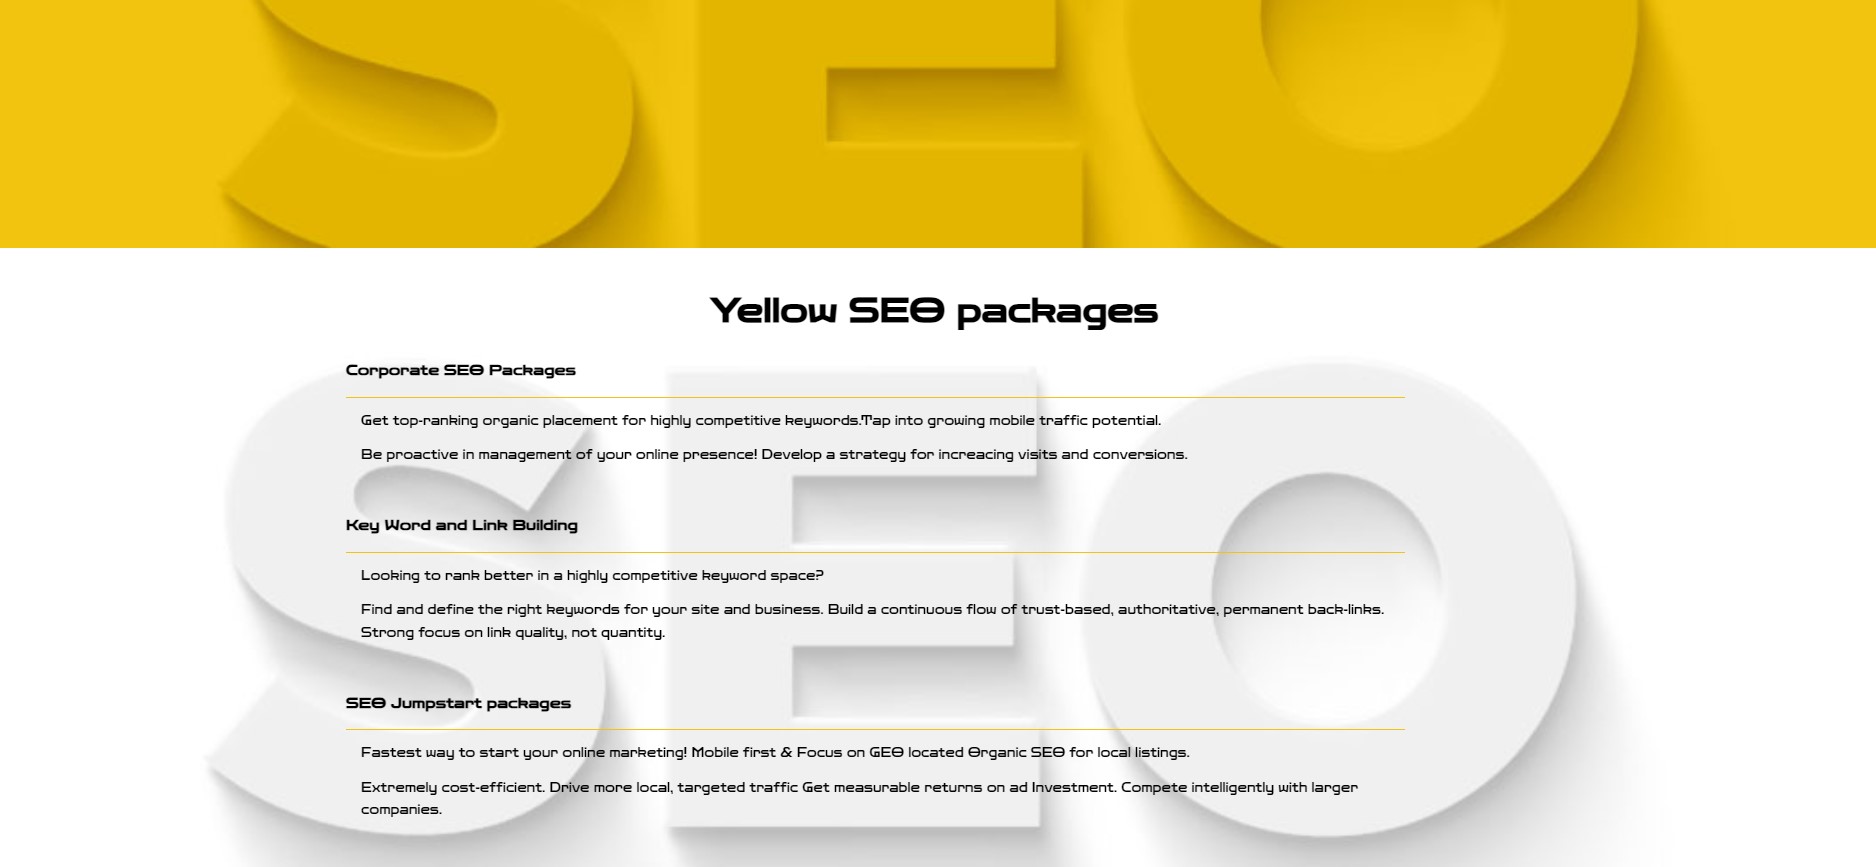 SEO
Yellow SEO packages
SEO
Corporate SEO Packages
Get top-ranking organic placement for highly competitive keywords.Tap into growing mobile traffic potential.
Be proactive in management of your online presence! Develop a strategy for increacing visits and conversions.
Key Word and Link Building
Looking to rank better in a highly competitive keyword space?
Find and define the right keywords for your site and business. Build a continuous flow of trust-based, authoritative, permanent back-links.
Strong focus on link quality, not quantity.
SEO Jumpstart packages
Fastest way to start your online marketing! Mobile first & Focus on GEO located Organic SEO for local listings.
Extremely cost-efficient. Drive more local, targeted traffic Get measurable returns on ad Investment. Compete intelligently with larger
companies.